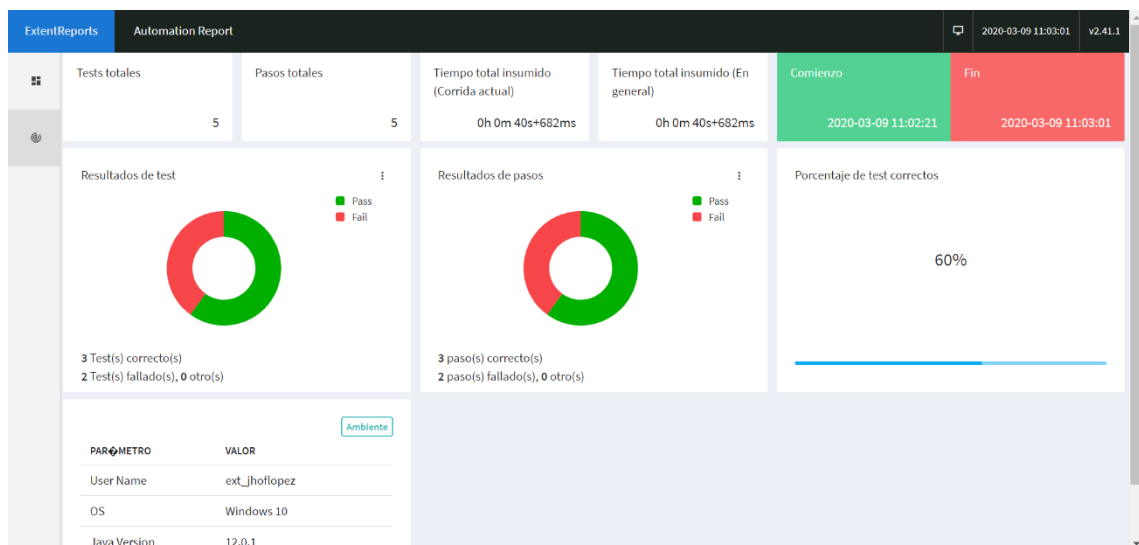 ExtentReports
Automation Report
2020-03-09 11:03:01
v2.41.1
Tests totales
5
Pasos totales
5
Tiempo total insumido
(Corrida actual)
0h 0m 40s+682ms
Tiempo total insumido (En
general)
0h 0m 40s+682ms
Comienzo
2020-03-09 11:02:21
Fin
2020-03-09 11:03:01
Resultados de test
Pass
Fail
3 Test(s) correcto(s)
2 Test(s) fallado(s), 0 otro(s)
Resultados de pasos
Pass
Fail
3 paso(s) correcto(s)
2 paso(s) fallado(s), 0 otro(s)
Porcentaje de test correctos
60%
Ambiente
PAR�METRO VALOR
User Name ext_jhoflopez
OS Windows 10
Java Version 12.0.1